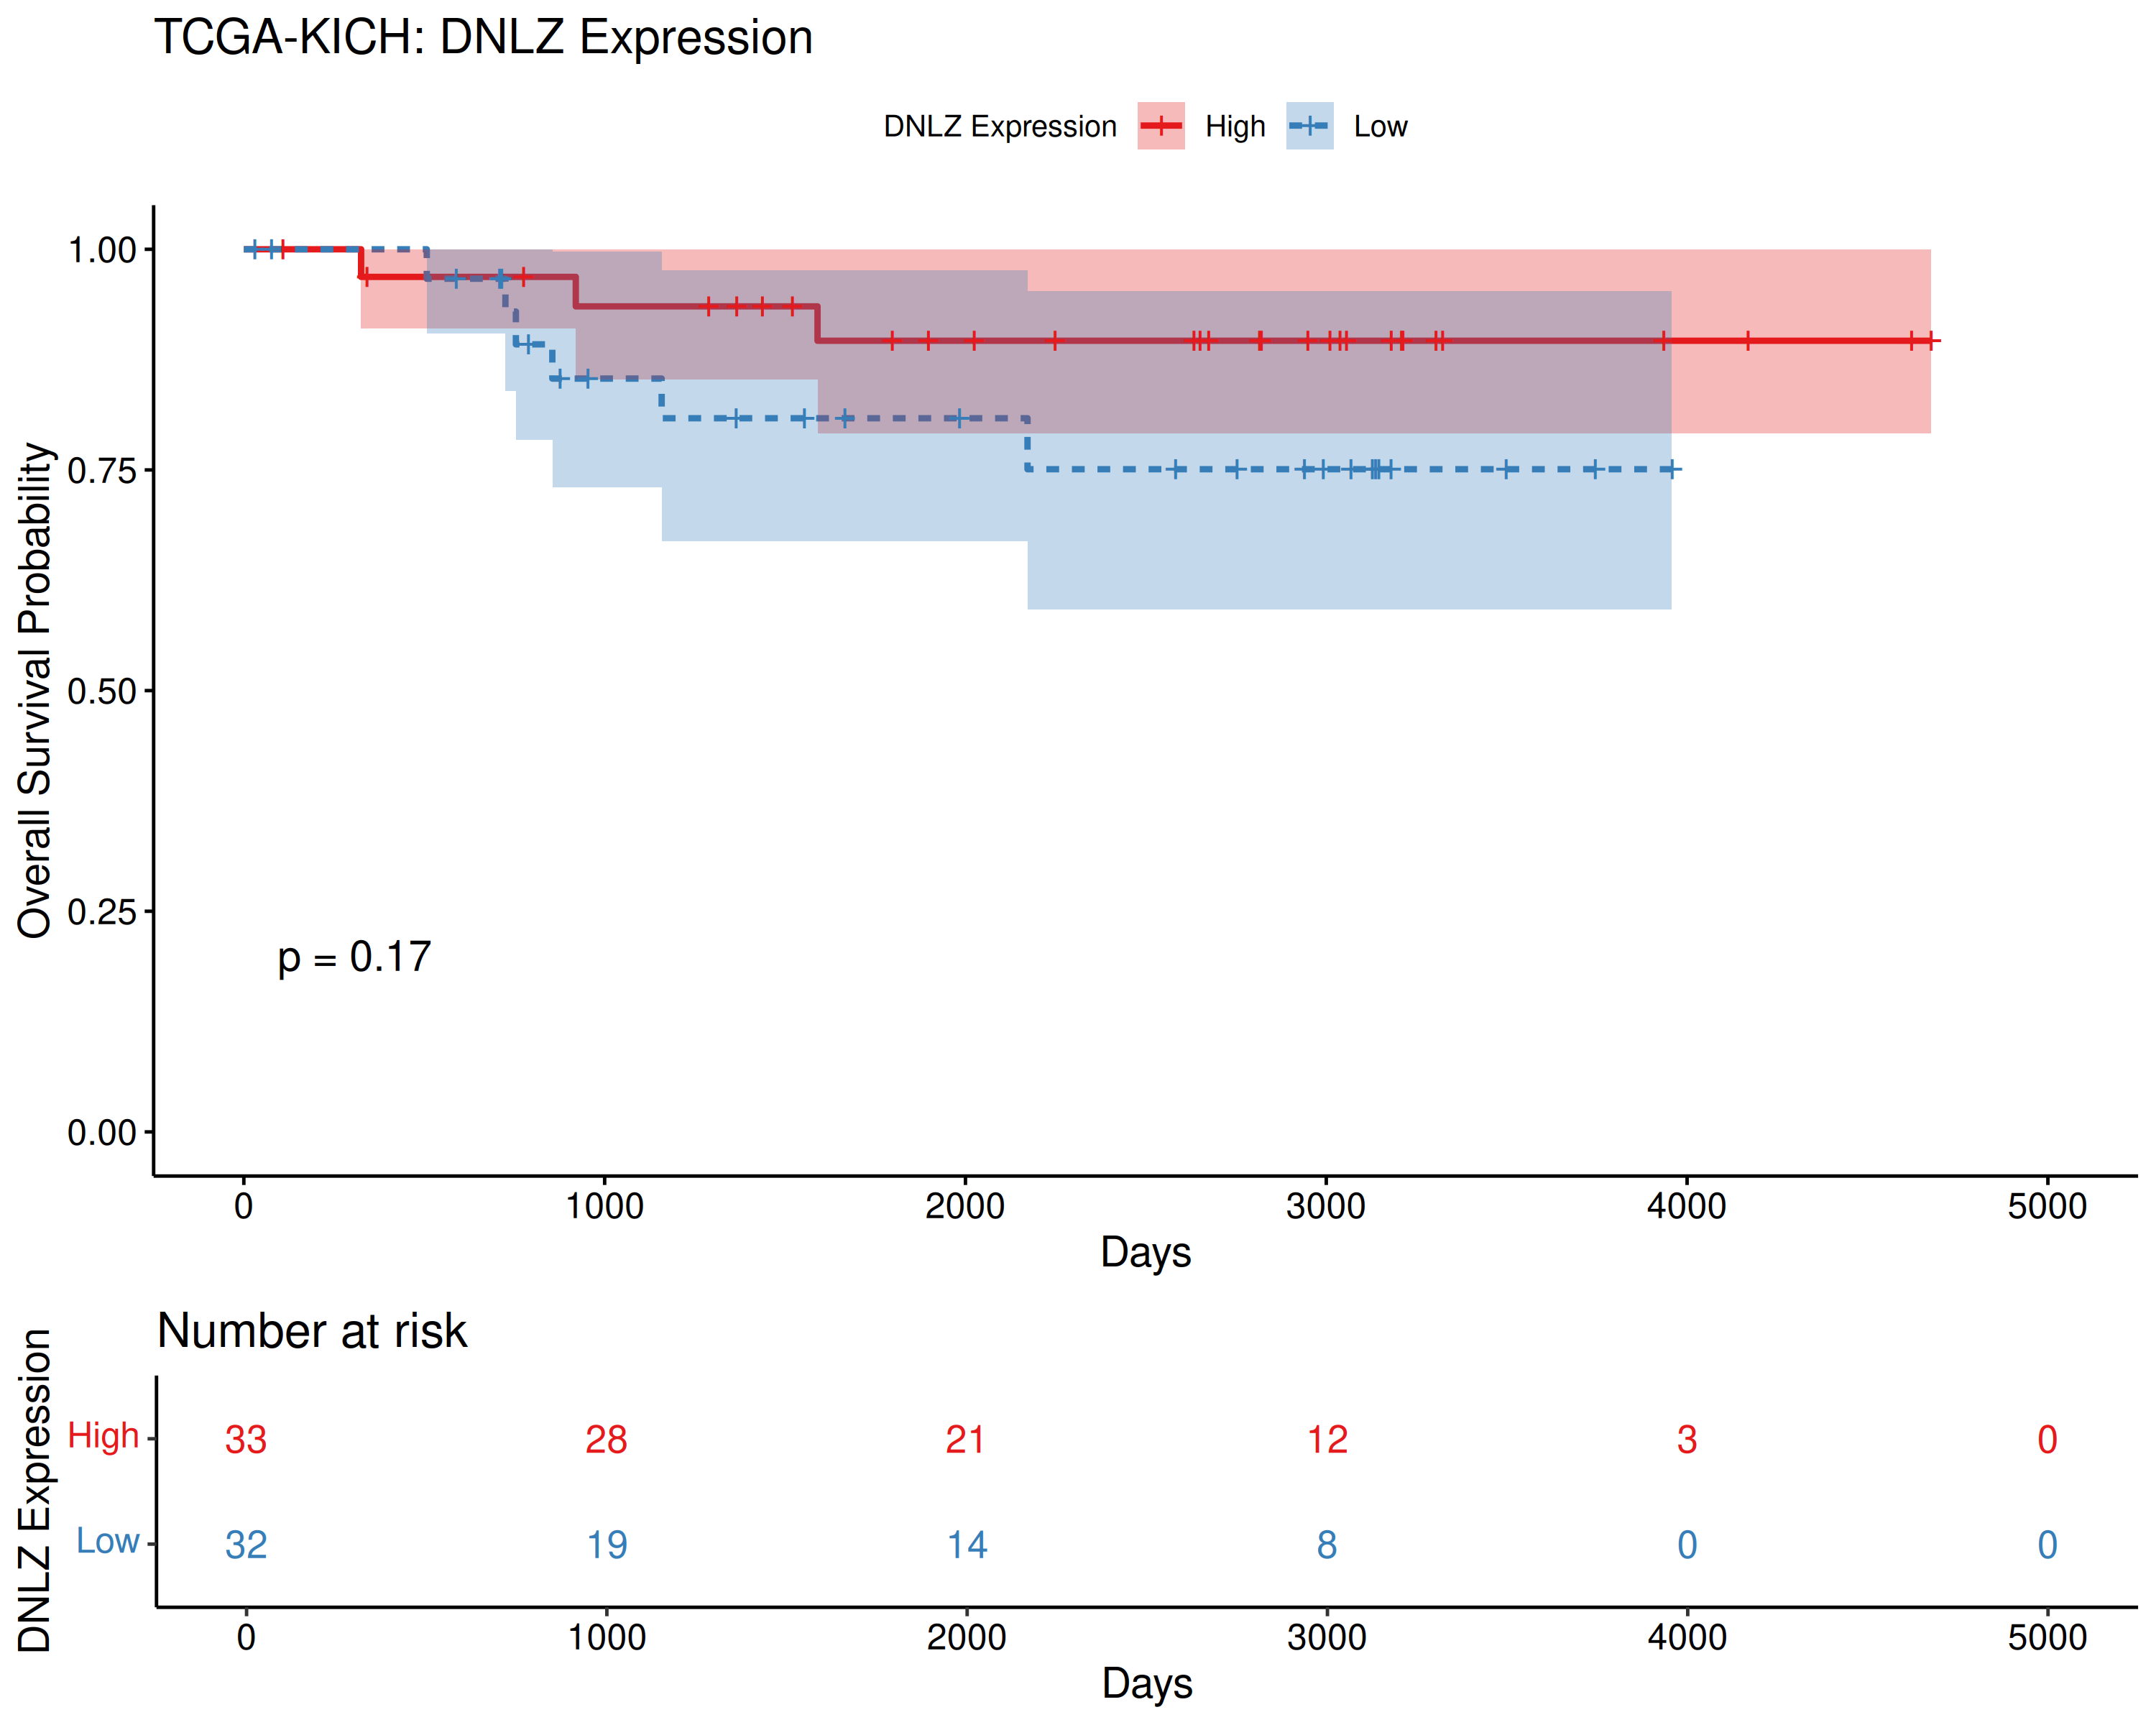 TCGA-KICH: DNLZ Expression
DNLZ Expression High Low
Overall Survival Probability
1.00
0.75
0.50
0.25
0.00
p = 0.17
0 1000 2000 3000 4000 5000
Days
Number at risk
DNLZ Expression
High 33 28 21 12 3 0
Low 32 19 14 8 0 0
0 1000 2000 3000 4000 5000
Days